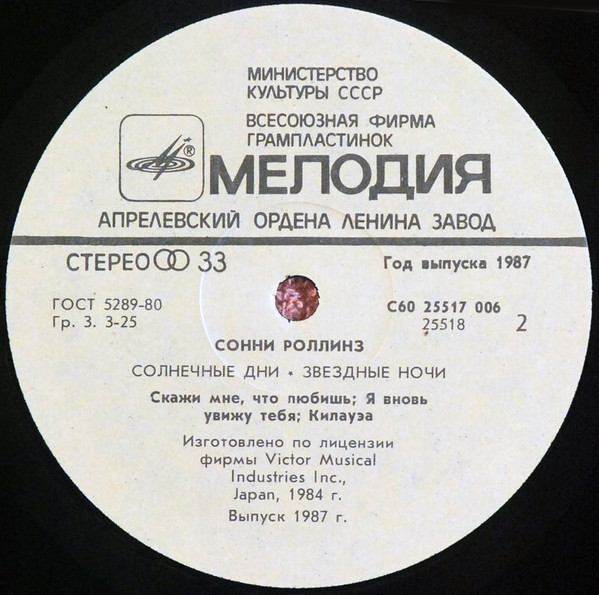 МИНИСТЕРСТВО
КУЛЬТУРЫ СССР
ВСЕСОЮЗНАЯ ФИРМА
ГРАМПЛАСТИНОК
®
МЕЛОДИЯ
АПРЕЛЕВСКИЙ ОРДЕНА ЛЕНИНА ЗАВОД
СТЕРЕО 33
Год выпуска 1987
ГОСТ 5289-80
Гр. 3. 3-25
С60 25517 006
25518
2
СОННИ РОЛЛИНЗ
СОЛНЕЧНЫЕ ДНИ • ЗВЕЗДНЫЕ НОЧИ
Скажи мне, что любишь; Я вновь
увижу тебя; Килауэа
Изготовлено по лицензии
фирмы Victor Musical
Industries Inc.,
Japan, 1984 г.
Выпуск 1987 г.